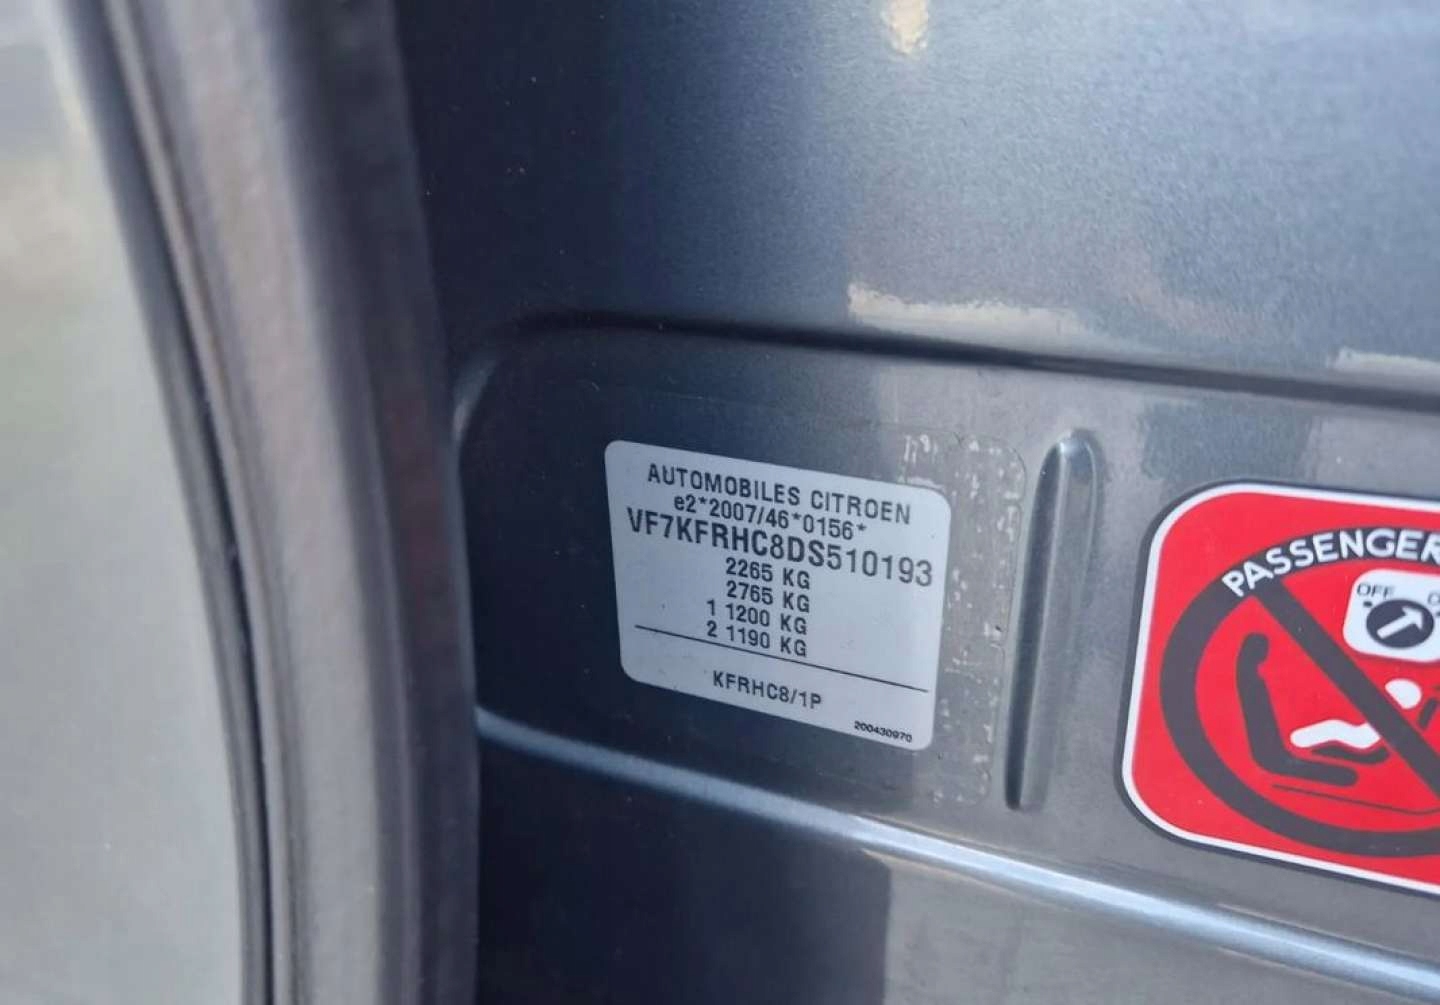 AUTOMOBILES CITROEN
e2*2007/46*0156*
VF7KFRHC8DS510193
2265 KG
2765 KG
1 1200 KG
2 1190 KG
KFRHC8/1P
200430970
PASSENGER
OFF